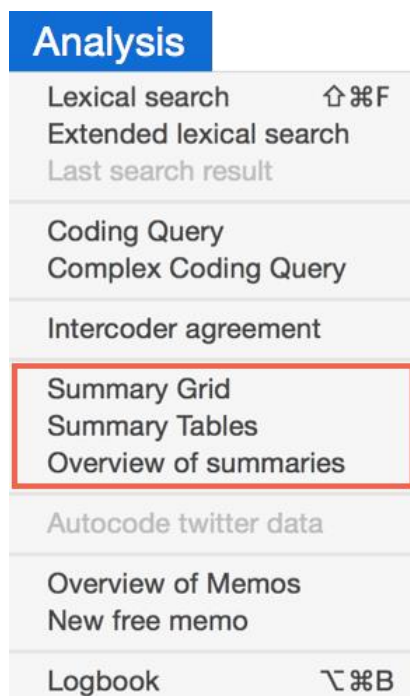 Analysis
Lexical search ⇧⌘F
Extended lexical search
Last search result
Coding Query
Complex Coding Query
Intercoder agreement
Summary Grid
Summary Tables
Overview of summaries
Autocode twitter data
Overview of Memos
New free memo
Logbook ⌥⌘B